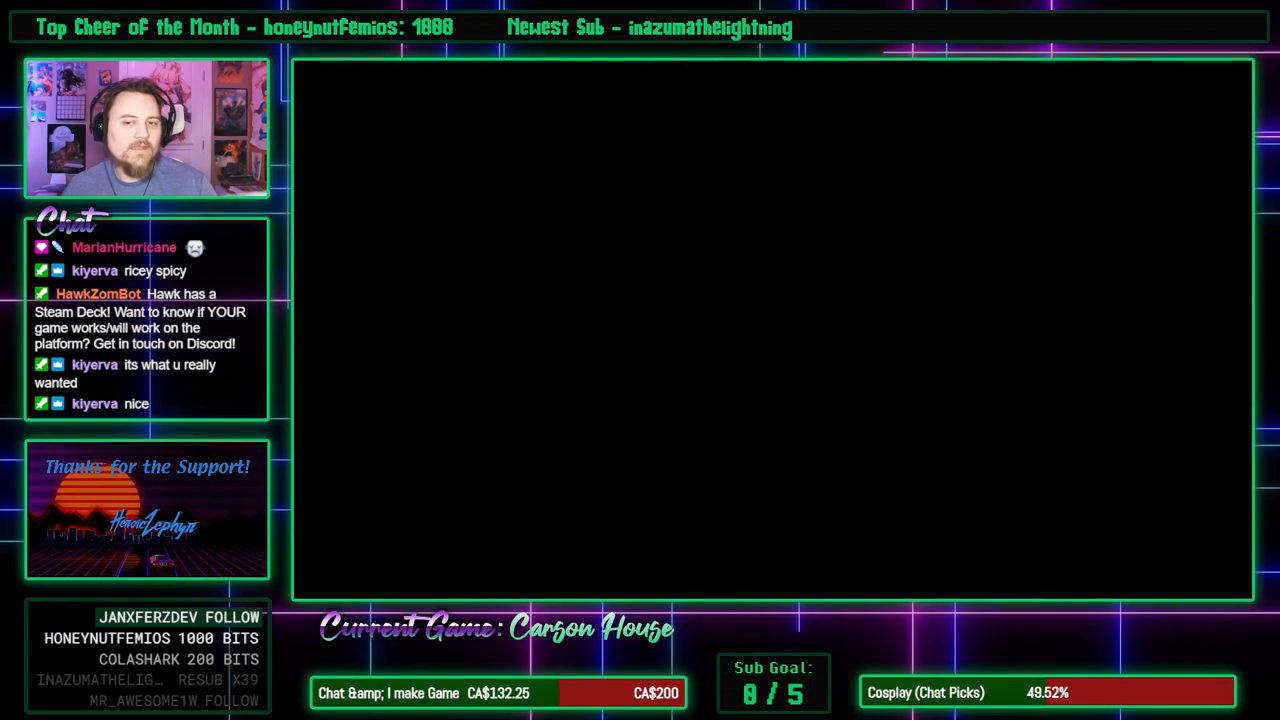 Top Cheer of the Month - honeynutfemios: 1000
Newest Sub - inazumathelightning
Chat
MarianHurricane
kiyerva ricey spicy
HawkZomBot Hawk has a
Steam Deck! Want to know if YOUR
game works/will work on the
platform? Get in touch on Discord!
kiyerva its what u really
wanted
kiyerva nice
Thanks for the Support!
HeroicZephyr
JANXFERZDEV FOLLOW
HONEYNUTFEMIOS 1000 BITS
COLASHARK 200 BITS
INAZUMATHELIG… RESUB X39
MR_AWESOME1W FOLLOW
Current Game: Carson House
Chat &amp; I make Game CA$132.25 CA$200
Sub Goal:
0 / 5
Cosplay (Chat Picks) 49.52%